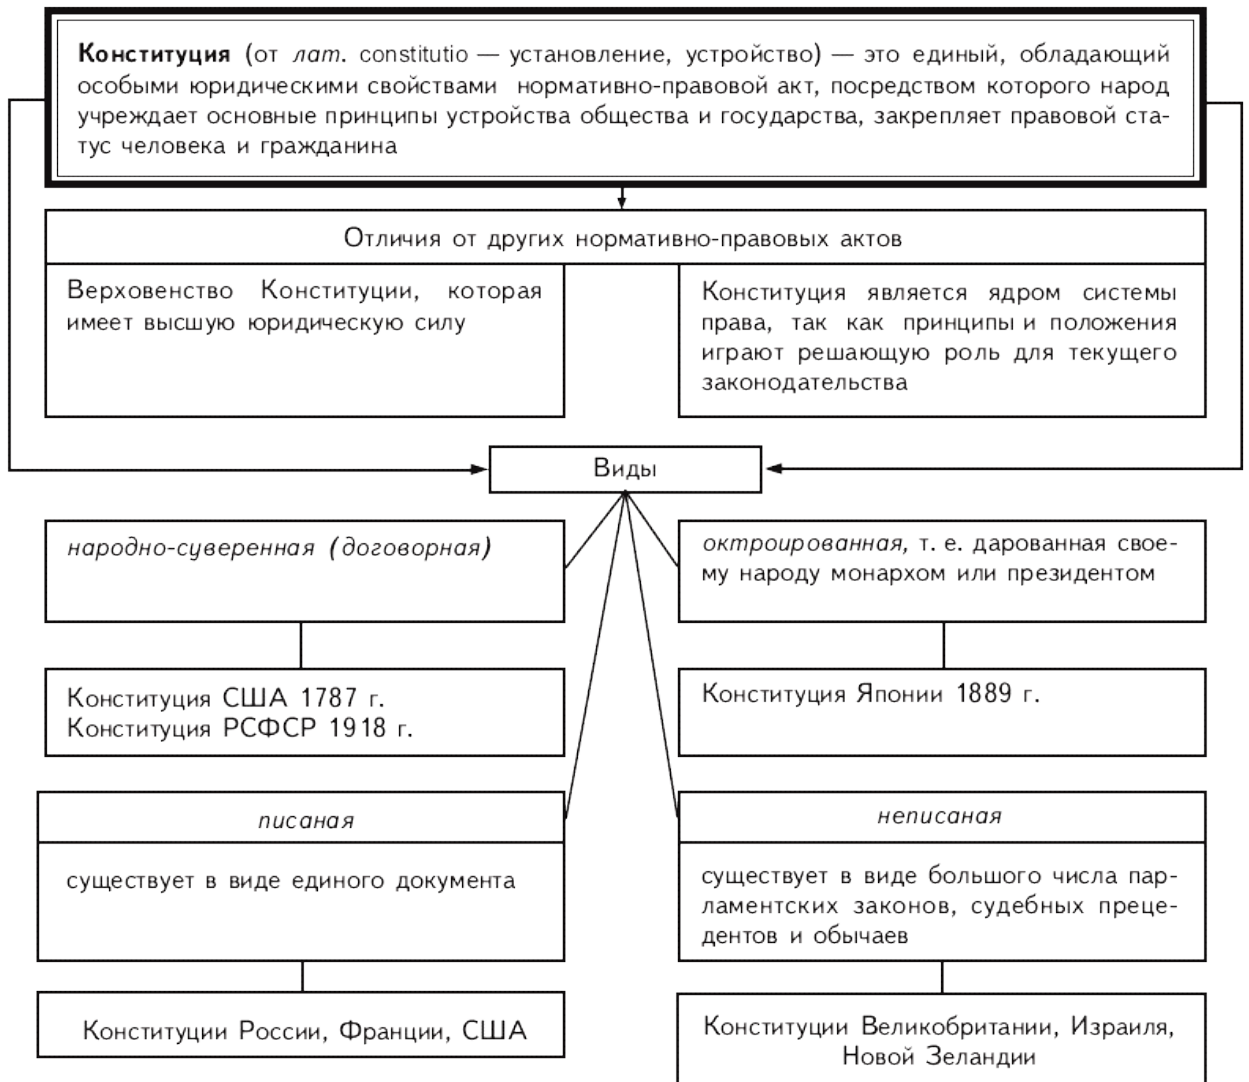 Конституция (от лат. constitutio — установление, устройство) — это единый, обладающий
особыми юридическими свойствами нормативно-правовой акт, посредством которого народ
учреждает основные принципы устройства общества и государства, закрепляет правовой ста-
тус человека и гражданина
Отличия от других нормативно-правовых актов
Верховенство Конституции, которая
имеет высшую юридическую силу
Конституция является ядром системы
права, так как принципы и положения
играют решающую роль для текущего
законодательства
Виды
народно-суверенная (договорная)
октроированная, т. е. дарованная свое-
му народу монархом или президентом
Конституция США 1787 г.
Конституция РСФСР 1918 г.
Конституция Японии 1889 г.
писаная
существует в виде единого документа
неписаная
существует в виде большого числа пар-
ламентских законов, судебных преце-
дентов и обычаев
Конституции России, Франции, США
Конституции Великобритании, Израиля,
Новой Зеландии